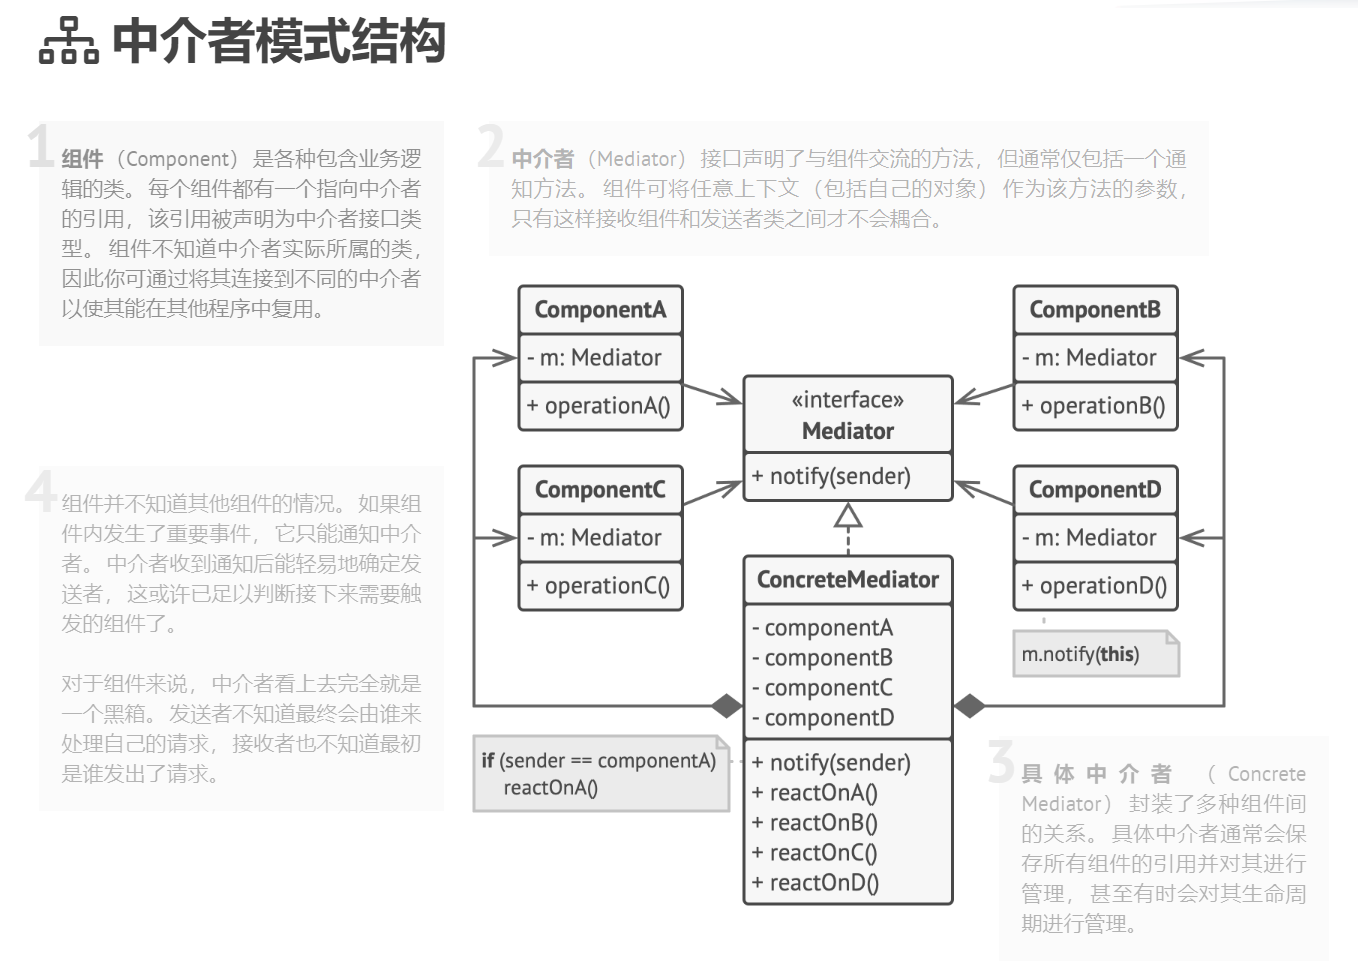 中介者模式结构
1
组件（Component）是各种包含业务逻
辑的类。每个组件都有一个指向中介者
的引用，该引用被声明为中介者接口类
型。组件不知道中介者实际所属的类，
因此你可通过将其连接到不同的中介者
以使其能在其他程序中复用。
2
中介者（Mediator）接口声明了与组件交流的方法，但通常仅包括一个通
知方法。组件可将任意上下文（包括自己的对象）作为该方法的参数，
只有这样接收组件和发送者类之间才不会耦合。
ComponentA
- m: Mediator
+ operationA()
ComponentB
- m: Mediator
+ operationB()
«interface»
Mediator
+ notify(sender)
ComponentC
- m: Mediator
+ operationC()
ComponentD
- m: Mediator
+ operationD()
m.notify(this)
ConcreteMediator
- componentA
- componentB
- componentC
- componentD
+ notify(sender)
+ reactOnA()
+ reactOnB()
+ reactOnC()
+ reactOnD()
if (sender == componentA)
reactOnA()
4
组件并不知道其他组件的情况。如果组
件内发生了重要事件，它只能通知中介
者。中介者收到通知后能轻易地确定发
送者，这或许已足以判断接下来需要触
发的组件了。
对于组件来说，中介者看上去完全就是
一个黑箱。发送者不知道最终会由谁来
处理自己的请求，接收者也不知道最初
是谁发出了请求。
3
具体中介者（Concrete
Mediator）封装了多种组件间
的关系。具体中介者通常会保
存所有组件的引用并对其进行
管理，甚至有时会对其生命周
期进行管理。